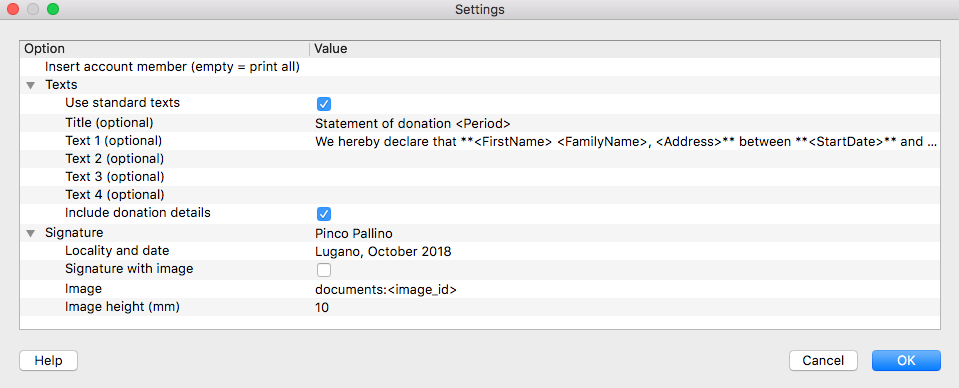 Settings
Option Value
Insert account member (empty = print all)
Texts
Use standard texts
Title (optional) Statement of donation <Period>
Text 1 (optional) We hereby declare that **<FirstName> <FamilyName>, <Address>** between **<StartDate>** and ...
Text 2 (optional)
Text 3 (optional)
Text 4 (optional)
Include donation details
Signature Pinco Pallino
Locality and date Lugano, October 2018
Signature with image
Image documents:<image_id>
Image height (mm) 10
Help Cancel OK